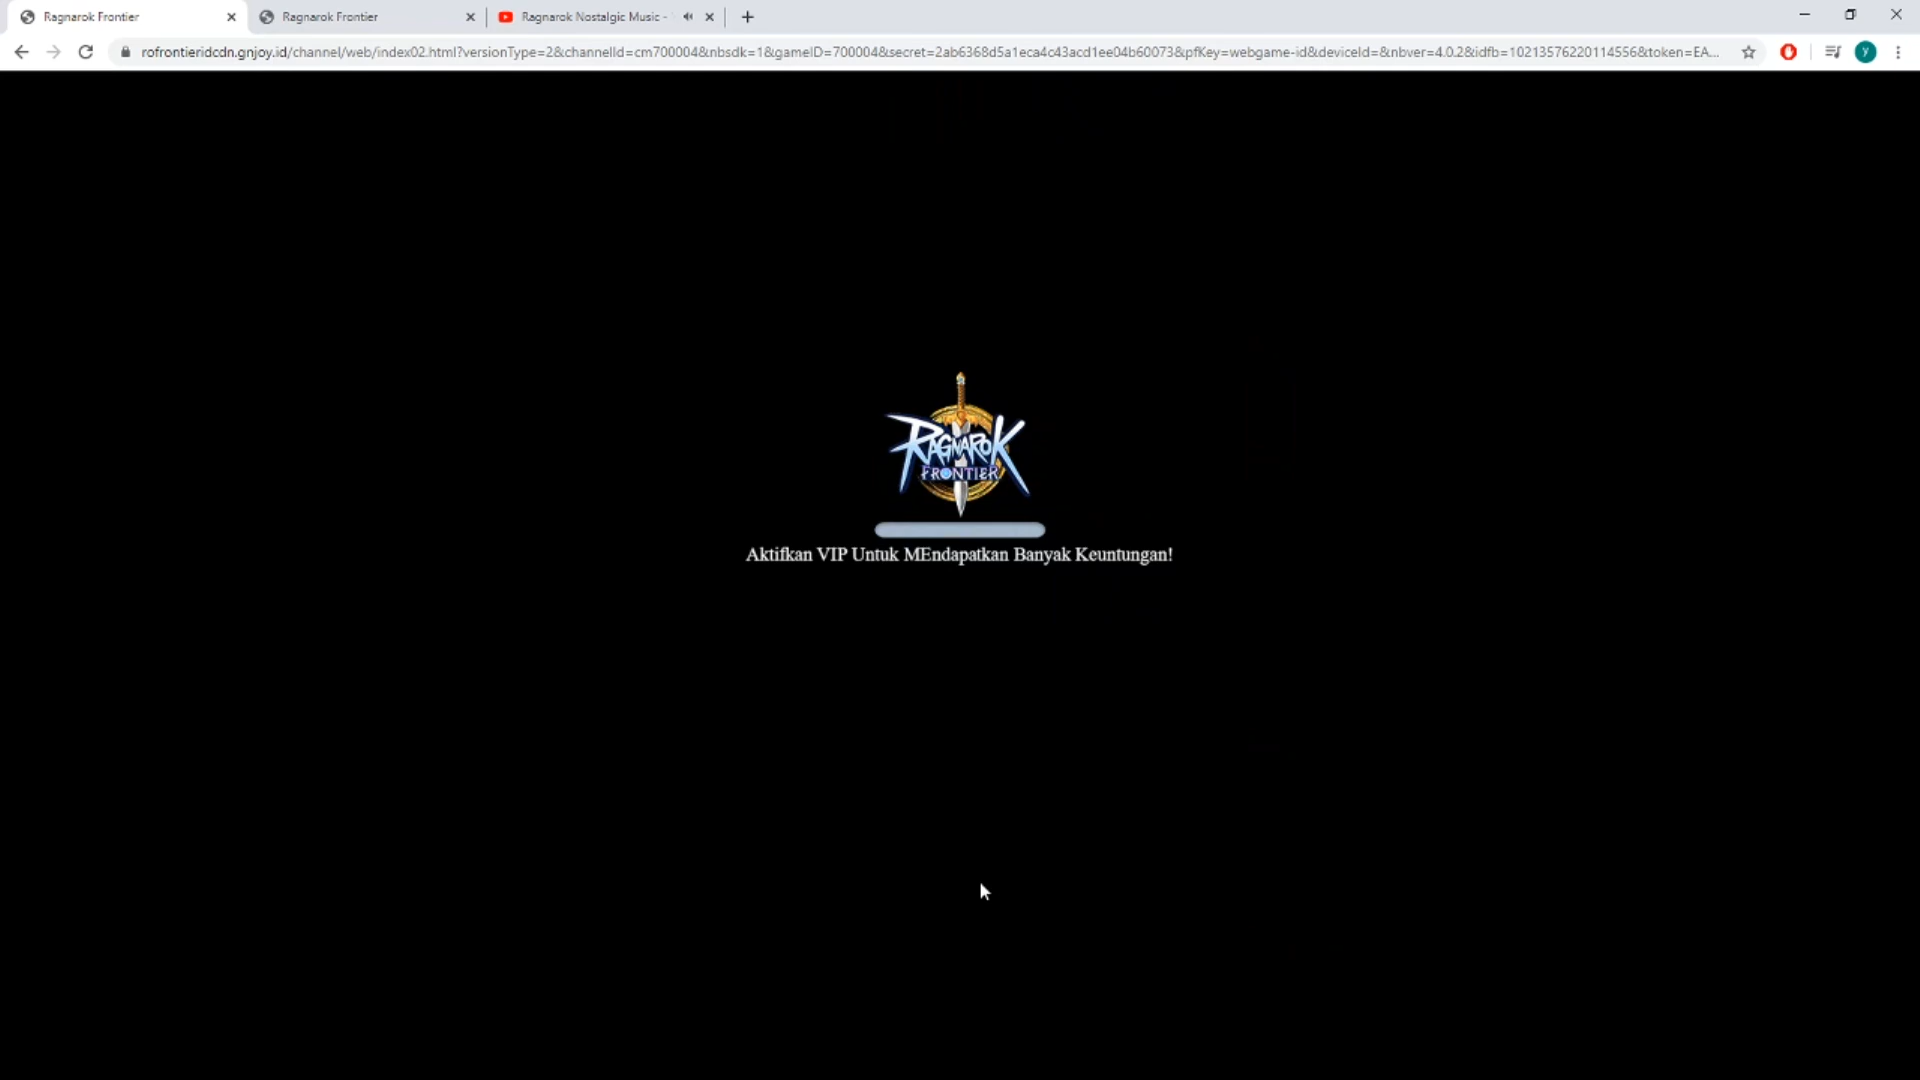 Ragnarok Frontier
Ragnarok Frontier
Ragnarok Nostalgic Music -
rofrontieridcdn.gnjoy.id/channel/web/index02.html?versionType=2&channelId=cm700004&nbsdk=1&gameID=700004&secret=2ab6368d5a1eca4c43acd1ee04b60073&pfKey=webgame-id&deviceId=&nbver=4.0.2&idfb=10213576220114556&token=EA...
y
RAGNAROK
FRONTIER
Aktifkan VIP Untuk MEndapatkan Banyak Keuntungan!